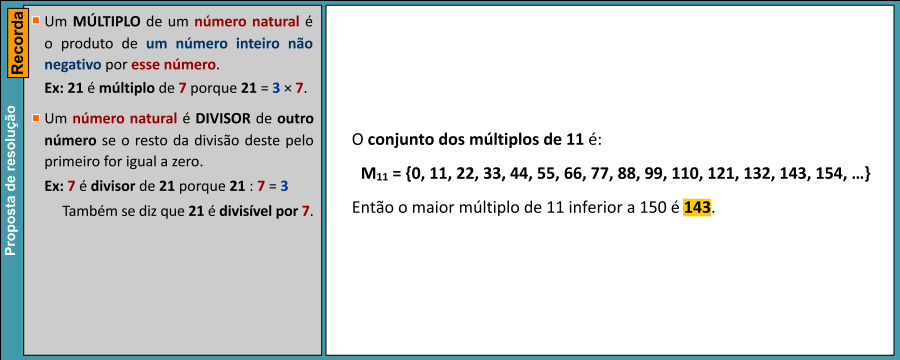 Recorda
Proposta de resolução
Um MÚLTIPLO de um número natural é
o produto de um número inteiro não
negativo por esse número.
Ex: 21 é múltiplo de 7 porque 21 = 3 × 7.
Um número natural é DIVISOR de outro
número se o resto da divisão deste pelo
primeiro for igual a zero.
Ex: 7 é divisor de 21 porque 21 : 7 = 3
Também se diz que 21 é divisível por 7.
O conjunto dos múltiplos de 11 é:
M₁₁ = {0, 11, 22, 33, 44, 55, 66, 77, 88, 99, 110, 121, 132, 143, 154, ...}
Então o maior múltiplo de 11 inferior a 150 é 143.